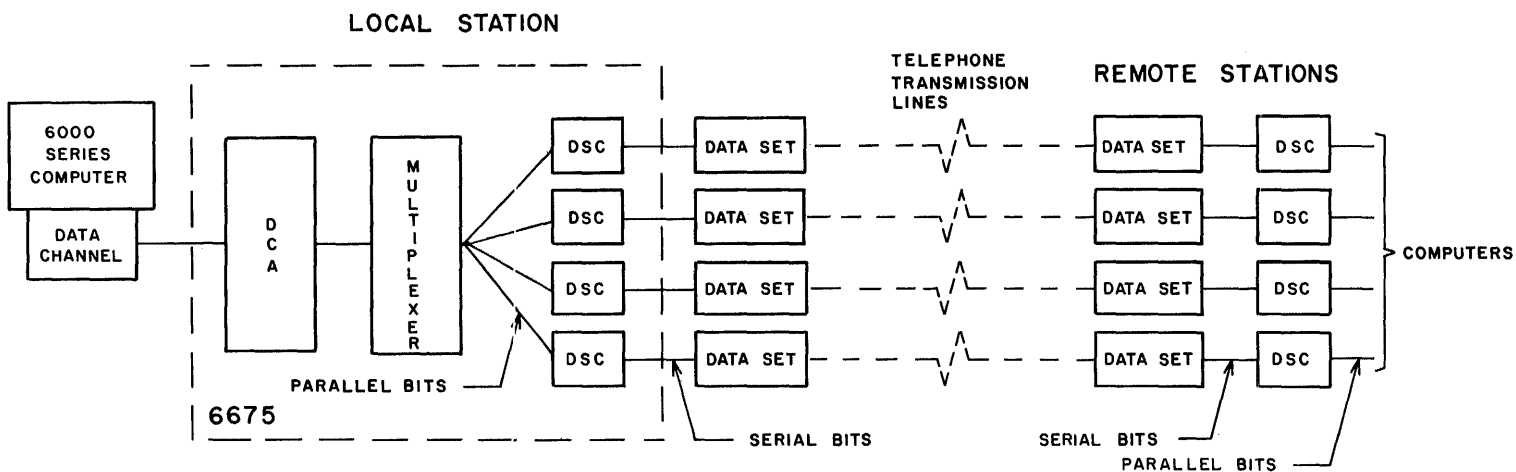 LOCAL STATION
TELEPHONE
TRANSMISSION
LINES
REMOTE STATIONS
6000
SERIES
COMPUTER
DATA
CHANNEL
DCA
MULTIPLEXER
DSC
DATA SET
DATA SET
DSC
DSC
DATA SET
DATA SET
DSC
DSC
DATA SET
DATA SET
DSC
DSC
DATA SET
DATA SET
DSC
COMPUTERS
PARALLEL BITS
6675
SERIAL BITS
SERIAL BITS
PARALLEL BITS